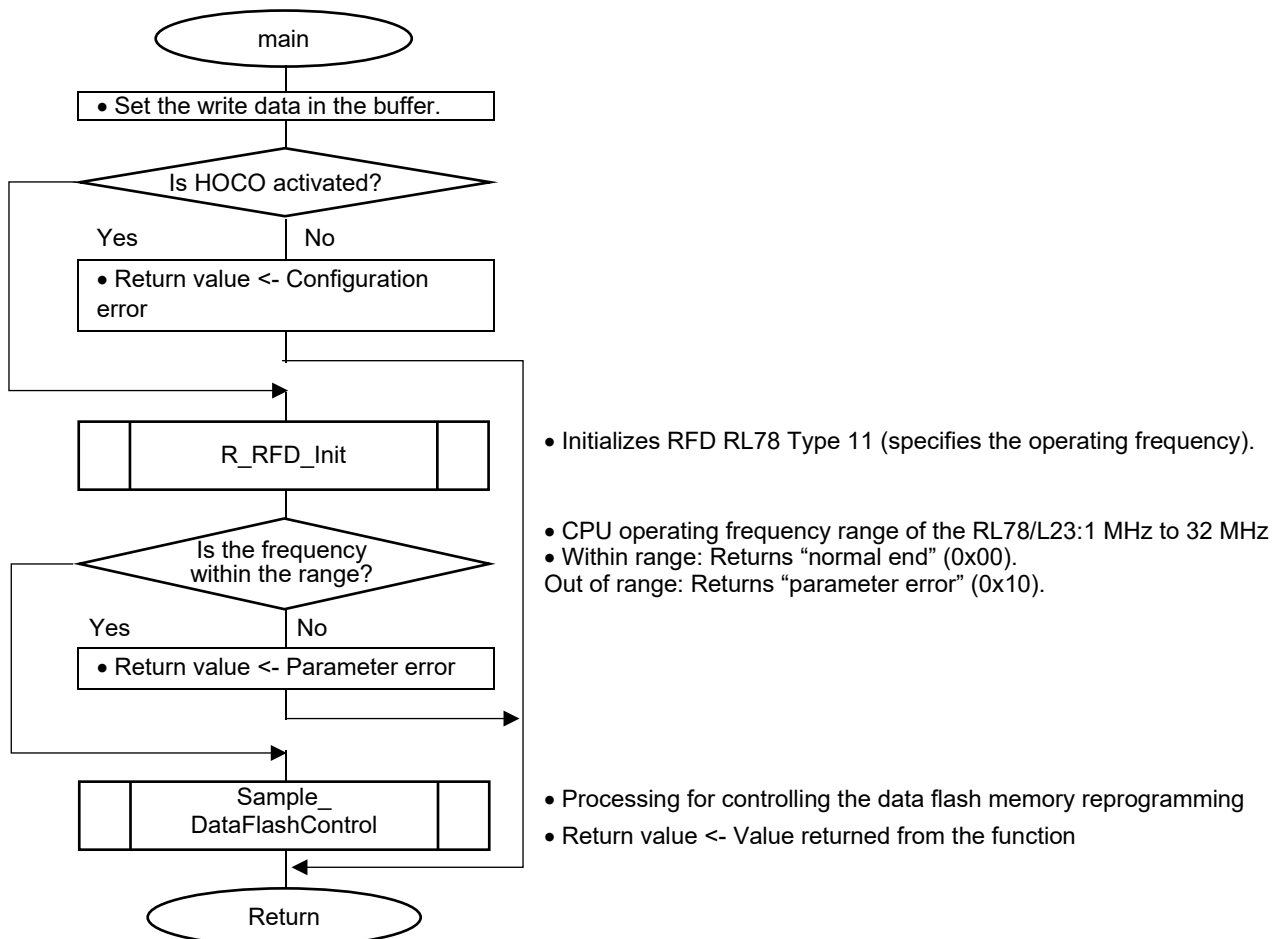 main
• Set the write data in the buffer.
Is HOCO activated?
Yes
No
• Return value <- Configuration
error
R_RFD_Init
• Initializes RFD RL78 Type 11 (specifies the operating frequency).
Is the frequency
within the range?
• CPU operating frequency range of the RL78/L23:1 MHz to 32 MHz
• Within range: Returns “normal end” (0x00).
Out of range: Returns “parameter error” (0x10).
Yes
No
• Return value <- Parameter error
Sample_
DataFlashControl
• Processing for controlling the data flash memory reprogramming
• Return value <- Value returned from the function
Return